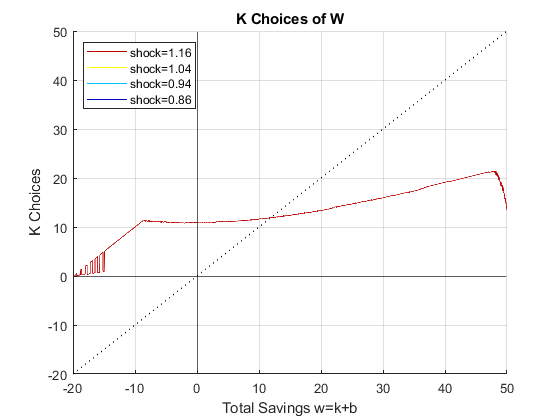 K Choices of W
shock=1.16
shock=1.04
shock=0.94
shock=0.86
50
40
30
20
10
0
-10
-20
K Choices
-20 -10 0 10 20 30 40 50
Total Savings w=k+b